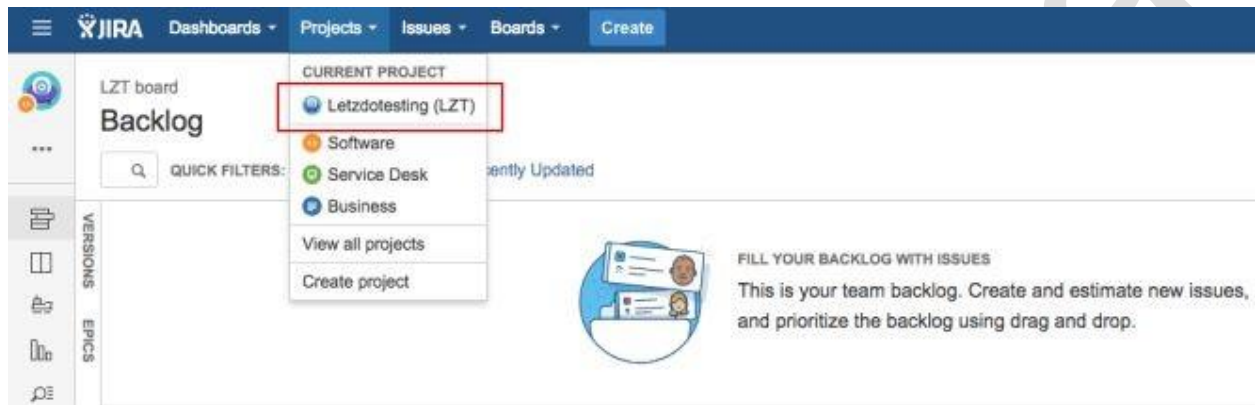 JIRA Dashboards Projects Issues Boards Create
LZT board
Backlog
QUICK FILTERS:
ently Updated
CURRENT PROJECT
Letzdotesting (LZT)
Software
Service Desk
Business
View all projects
Create project
VERSIONS
EPICS
FILL YOUR BACKLOG WITH ISSUES
This is your team backlog. Create and estimate new issues,
and prioritize the backlog using drag and drop.